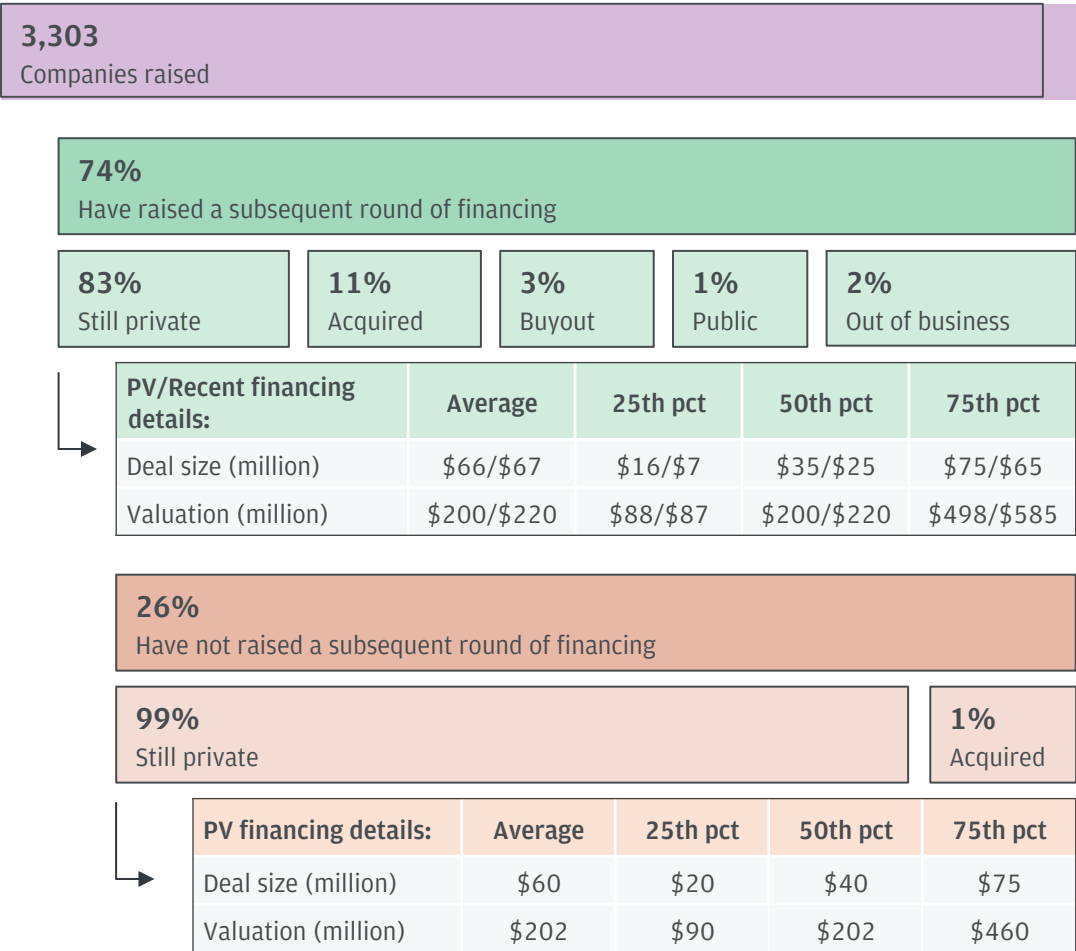 3,303
Companies raised
74%
Have raised a subsequent round of financing
83%
Still private
11%
Acquired
3%
Buyout
1%
Public
2%
Out of business
PV/Recent financing
details:
Average
25th pct
50th pct
75th pct
Deal size (million)
$66/$67
$16/$7
$35/$25
$75/$65
Valuation (million)
$200/$220
$88/$87
$200/$220
$498/$585
26%
Have not raised a subsequent round of financing
99%
Still private
1%
Acquired
PV financing details:
Average
25th pct
50th pct
75th pct
Deal size (million)
$60
$20
$40
$75
Valuation (million)
$202
$90
$202
$460